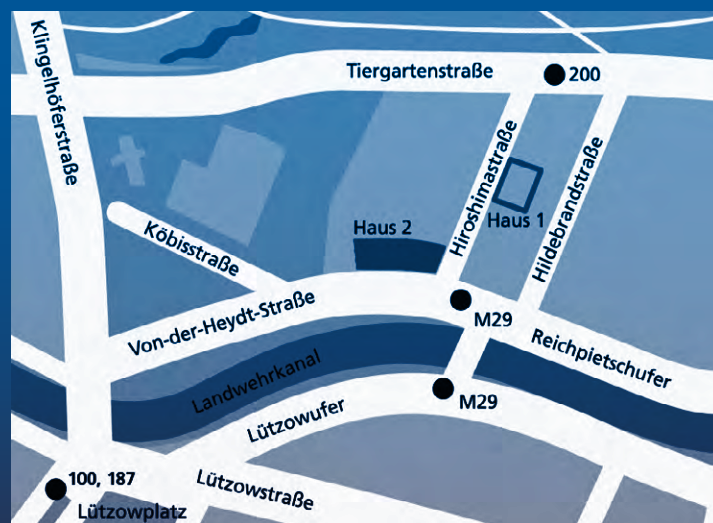 Klingelhöferstraße
Tiergartenstraße
200
Hiroshimastraße
Hildebrandstraße
Haus 1
Haus 2
Köbisstraße
Von-der-Heydt-Straße
M29
Reichpietschufer
Landwehrkanal
M29
Lützowufer
100, 187
Lützowstraße
Lützowplatz